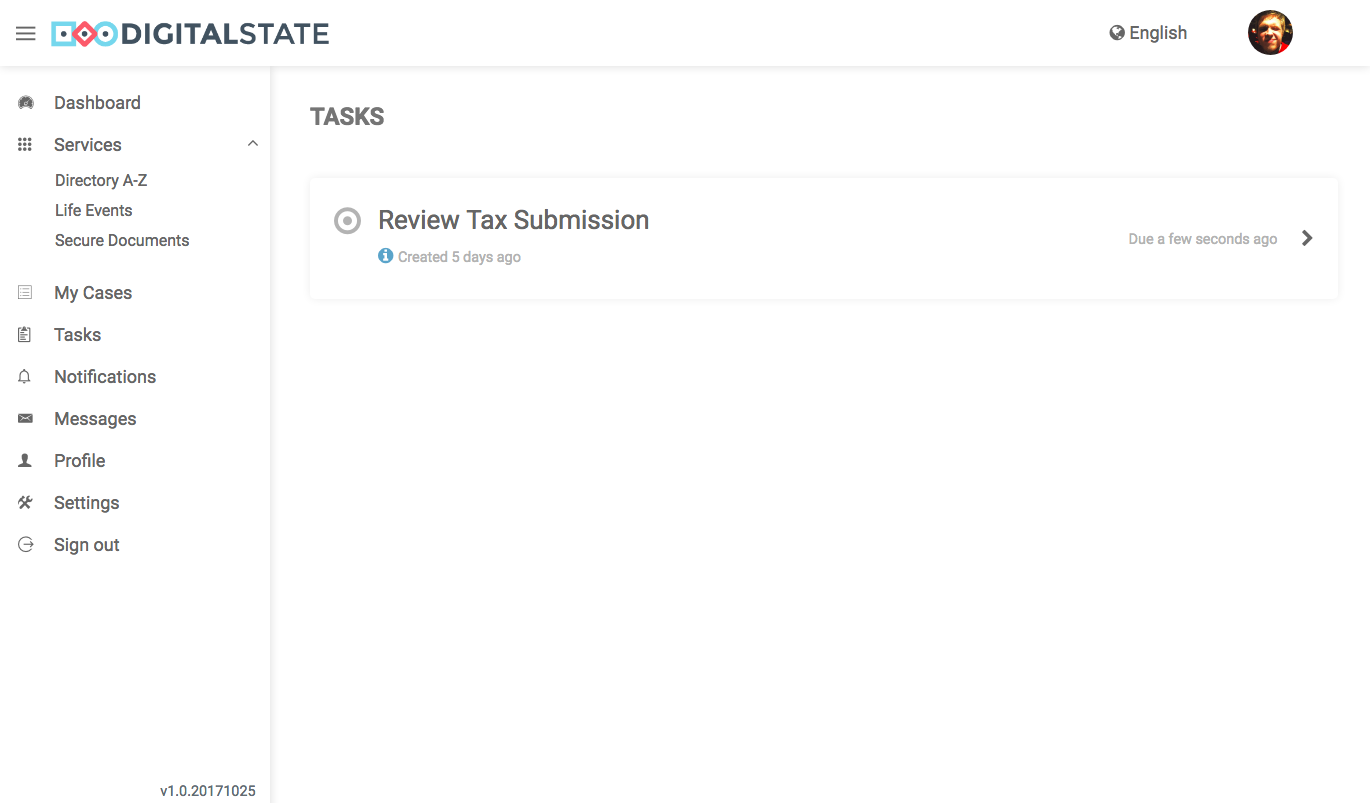 DIGITALSTATE
English
Dashboard
Services
Directory A-Z
Life Events
Secure Documents
My Cases
Tasks
Notifications
Messages
Profile
Settings
Sign out
v1.0.20171025
TASKS
Review Tax Submission
Created 5 days ago
Due a few seconds ago